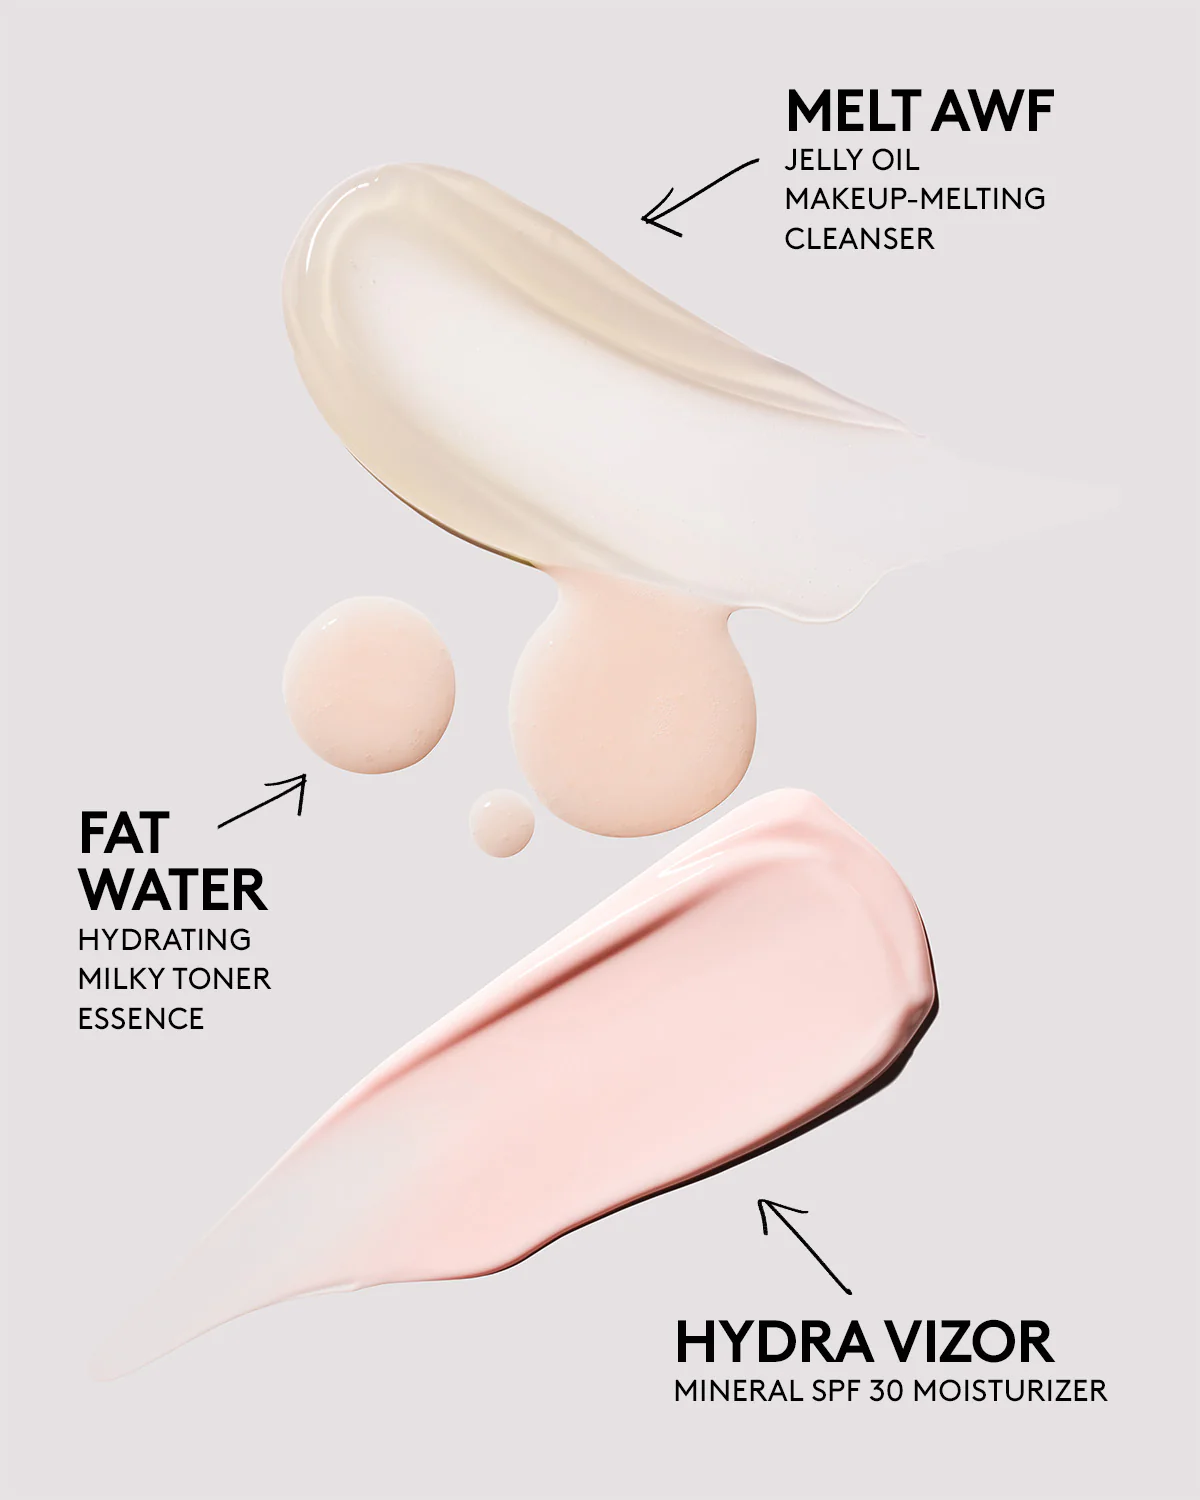 MELT AWF
JELLY OIL
MAKEUP-MELTING
CLEANSER
FAT
WATER
HYDRATING
MILKY TONER
ESSENCE
HYDRA VIZOR
MINERAL SPF 30 MOISTURIZER